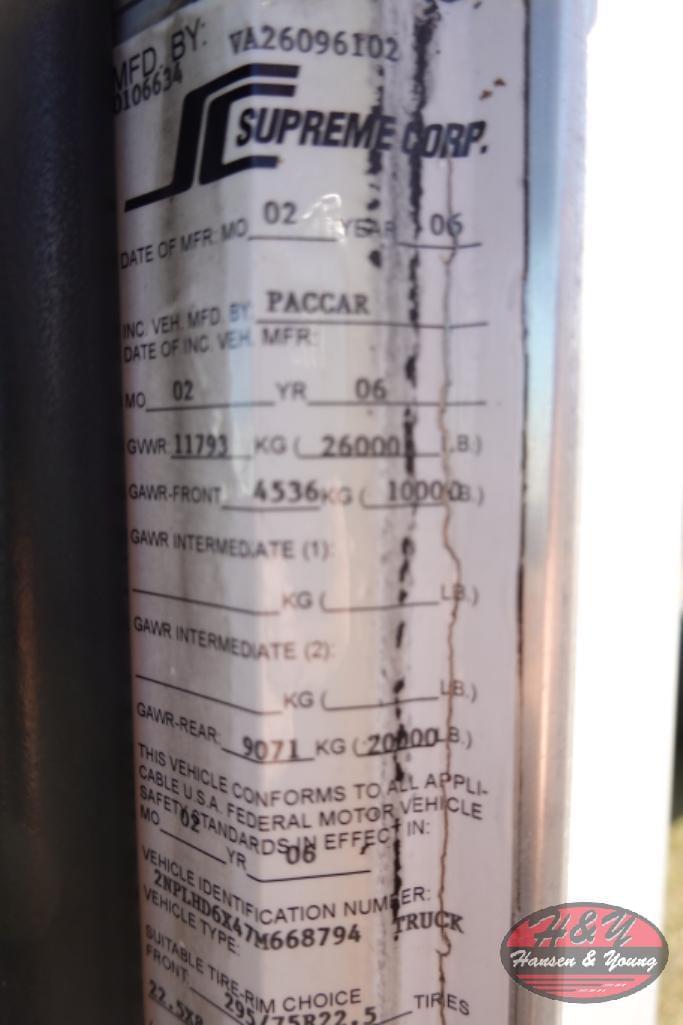 MFD. BY: VA26096102
0106634
SUPREME CORP.
DATE OF MFR: MO 02 YEAR 06
INC. VEH. MFD. BY PACCAR
DATE OF INC. VEH. MFR:
MO 02 YR 06
GVWR 11793 KG ( 26000 LB.)
GAWR-FRONT 4536 KG ( 10000 LB.)
GAWR INTERMEDIATE (1):
KG ( LB.)
GAWR INTERMEDIATE (2):
KG ( LB.)
GAWR-REAR: 9071 KG ( 20000 LB.)
THIS VEHICLE CONFORMS TO ALL APPLI-
CABLE U.S.A. FEDERAL MOTOR VEHICLE
SAFETY STANDARDS IN EFFECT IN:
MO 02 YR 06
VEHICLE IDENTIFICATION NUMBER:
2NPLHD6X47M668794
VEHICLE TYPE: TRUCK
SUITABLE TIRE-RIM CHOICE
FRONT: 295/75R22.5 TIRES
22.5X8
H&Y
Hansen & Young